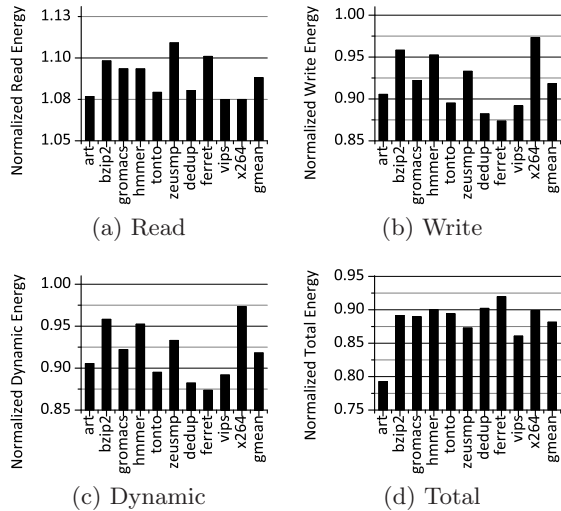 Normalized Read Energy
1.13
1.10
1.08
1.05
art
bzip2
gromacs
hmmer
tonto
zeusmp
dedup
ferret
vips
x264
gmean
(a) Read
Normalized Write Energy
1.00
0.95
0.90
0.85
art
bzip2
gromacs
hmmer
tonto
zeusmp
dedup
ferret
vips
x264
gmean
(b) Write
Normalized Dynamic Energy
1.00
0.95
0.90
0.85
art
bzip2
gromacs
hmmer
tonto
zeusmp
dedup
ferret
vips
x264
gmean
(c) Dynamic
Normalized Total Energy
0.95
0.90
0.85
0.80
0.75
art
bzip2
gromacs
hmmer
tonto
zeusmp
dedup
ferret
vips
x264
gmean
(d) Total